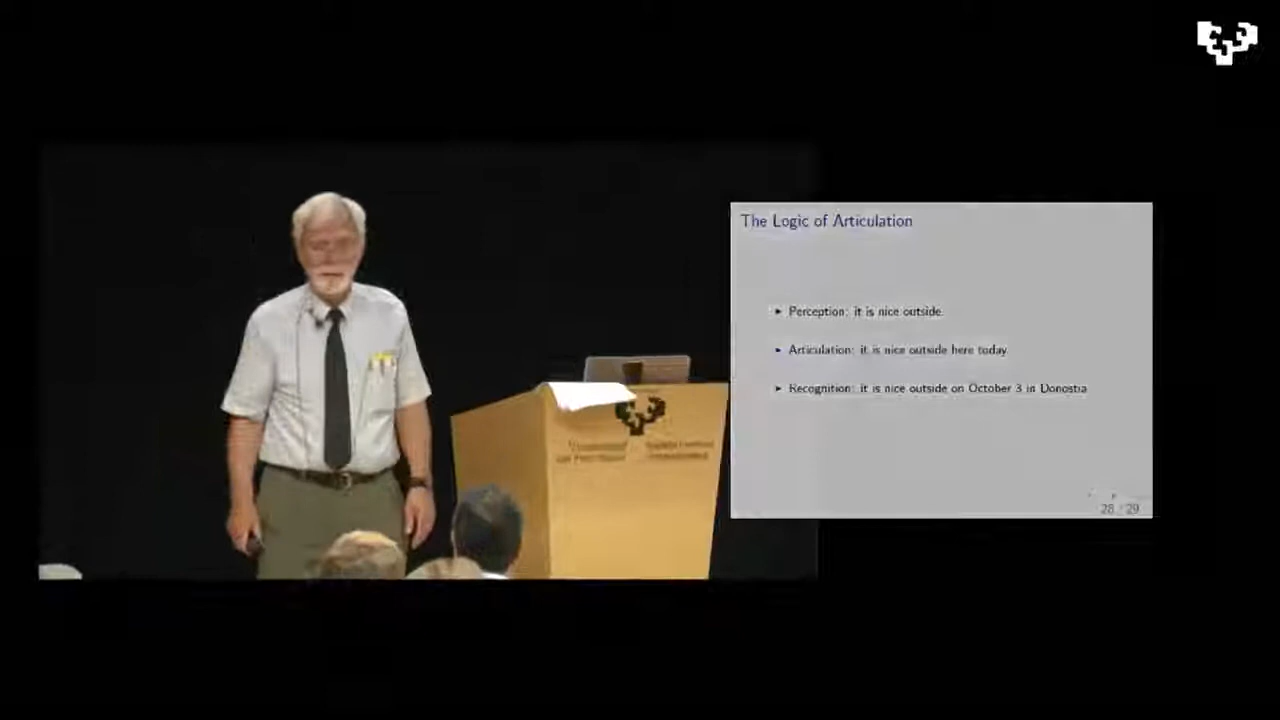 The Logic of Articulation
Perception: it is nice outside.
Articulation: it is nice outside here today.
Recognition: it is nice outside on October 3 in Donostia
28 / 29